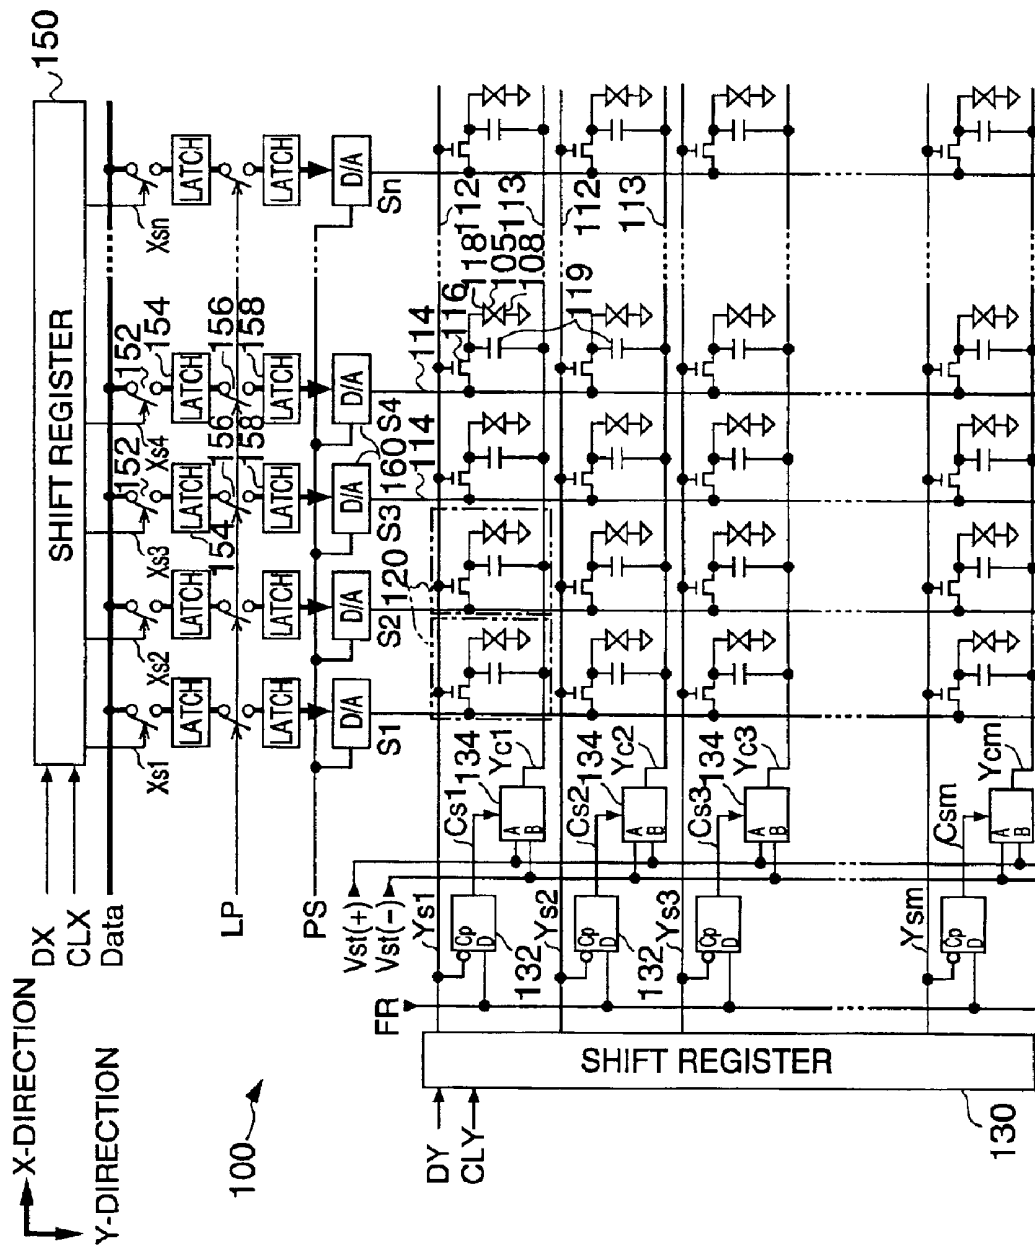 X-DIRECTION
Y-DIRECTION
100
DX
CLX
Data
LP
PS
SHIFT REGISTER
150
Xs1
Xs2
Xs3
Xs4
Xsn
152
152
LATCH
LATCH
LATCH
LATCH
LATCH
154
154
156
156
LATCH
LATCH
LATCH
LATCH
LATCH
158
158
D/A
D/A
D/A
D/A
D/A
160
S1
S2
S3
S4
Sn
120
114
114
116
118
105
108
119
112
113
112
113
Vst(+)
Vst(-)
FR
DY
CLY
SHIFT REGISTER
130
Ys1
Cp
D
132
Cs1
134
A
B
Yc1
Ys2
Cp
D
132
Cs2
134
A
B
Yc2
Ys3
Cp
D
Cs3
134
A
B
Yc3
Ysm
Cp
D
Csm
A
B
Ycm